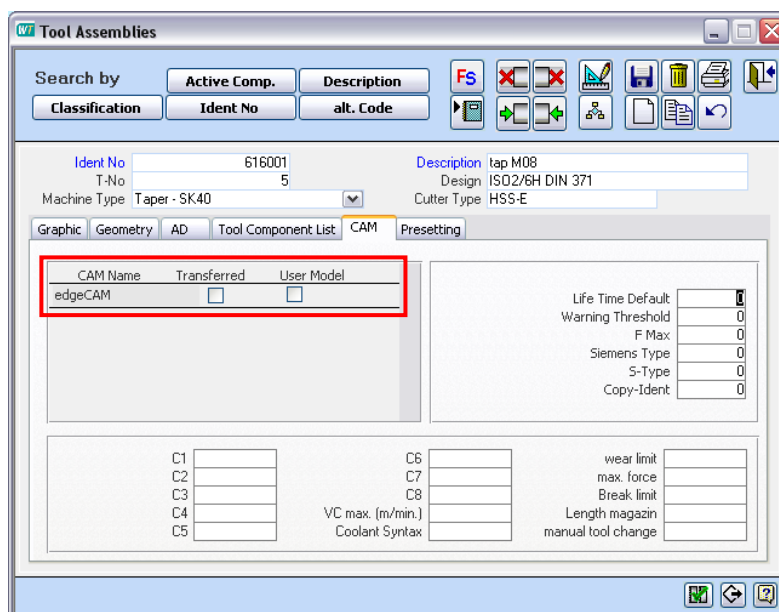 WT Tool Assemblies
Search by
Active Comp.
Description
Classification
Ident No
alt. Code
FS
Ident No 616001
Description tap M08
T-No 5
Design ISO2/6H DIN 371
Machine Type Taper - SK40
Cutter Type HSS-E
Graphic Geometry AD Tool Component List CAM Presetting
CAM Name Transferred User Model
edgeCAM
Life Time Default 0
Warning Threshold 0
F Max 0
Siemens Type 0
S-Type 0
Copy-Ident 0
C1 C6 wear limit
C2 C7 max. force
C3 C8 Break limit
C4 VC max. (m/min.) Length magazin
C5 Coolant Syntax manual tool change